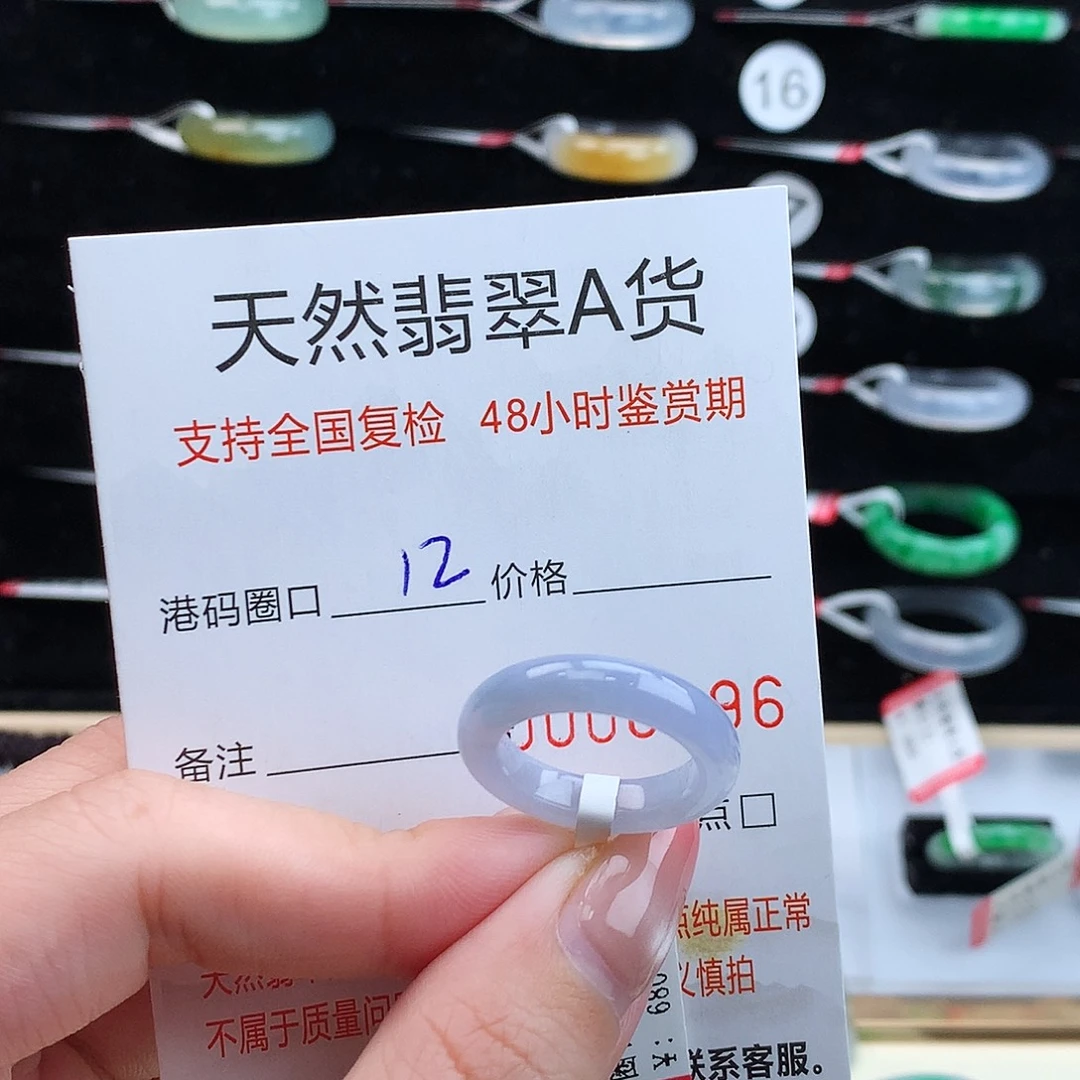 16
天然翡翠A货
支持全国复检 48小时鉴赏期
港码圈口 12 价格
96
备注
点□
点纯属正常
慎拍
不属于质量问
089
联系客服。